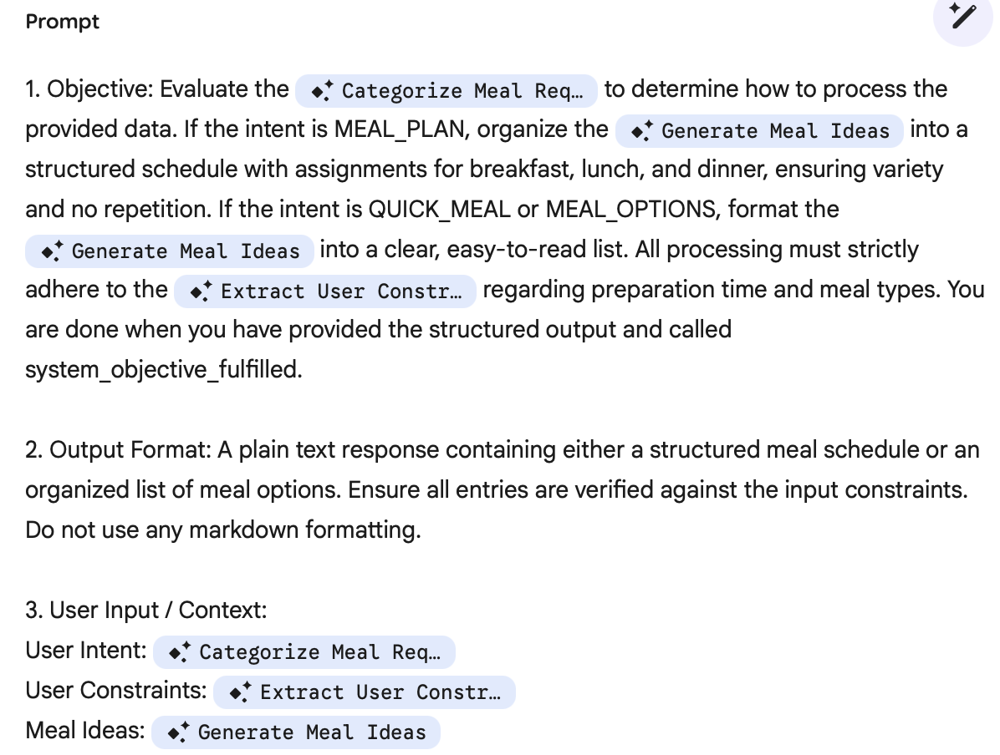 Prompt
1. Objective: Evaluate the Categorize Meal Req… to determine how to process the
provided data. If the intent is MEAL_PLAN, organize the Generate Meal Ideas into a
structured schedule with assignments for breakfast, lunch, and dinner, ensuring variety
and no repetition. If the intent is QUICK_MEAL or MEAL_OPTIONS, format the
Generate Meal Ideas into a clear, easy-to-read list. All processing must strictly
adhere to the Extract User Constr… regarding preparation time and meal types. You
are done when you have provided the structured output and called
system_objective_fulfilled.
2. Output Format: A plain text response containing either a structured meal schedule or an
organized list of meal options. Ensure all entries are verified against the input constraints.
Do not use any markdown formatting.
3. User Input / Context:
User Intent: Categorize Meal Req…
User Constraints: Extract User Constr…
Meal Ideas: Generate Meal Ideas